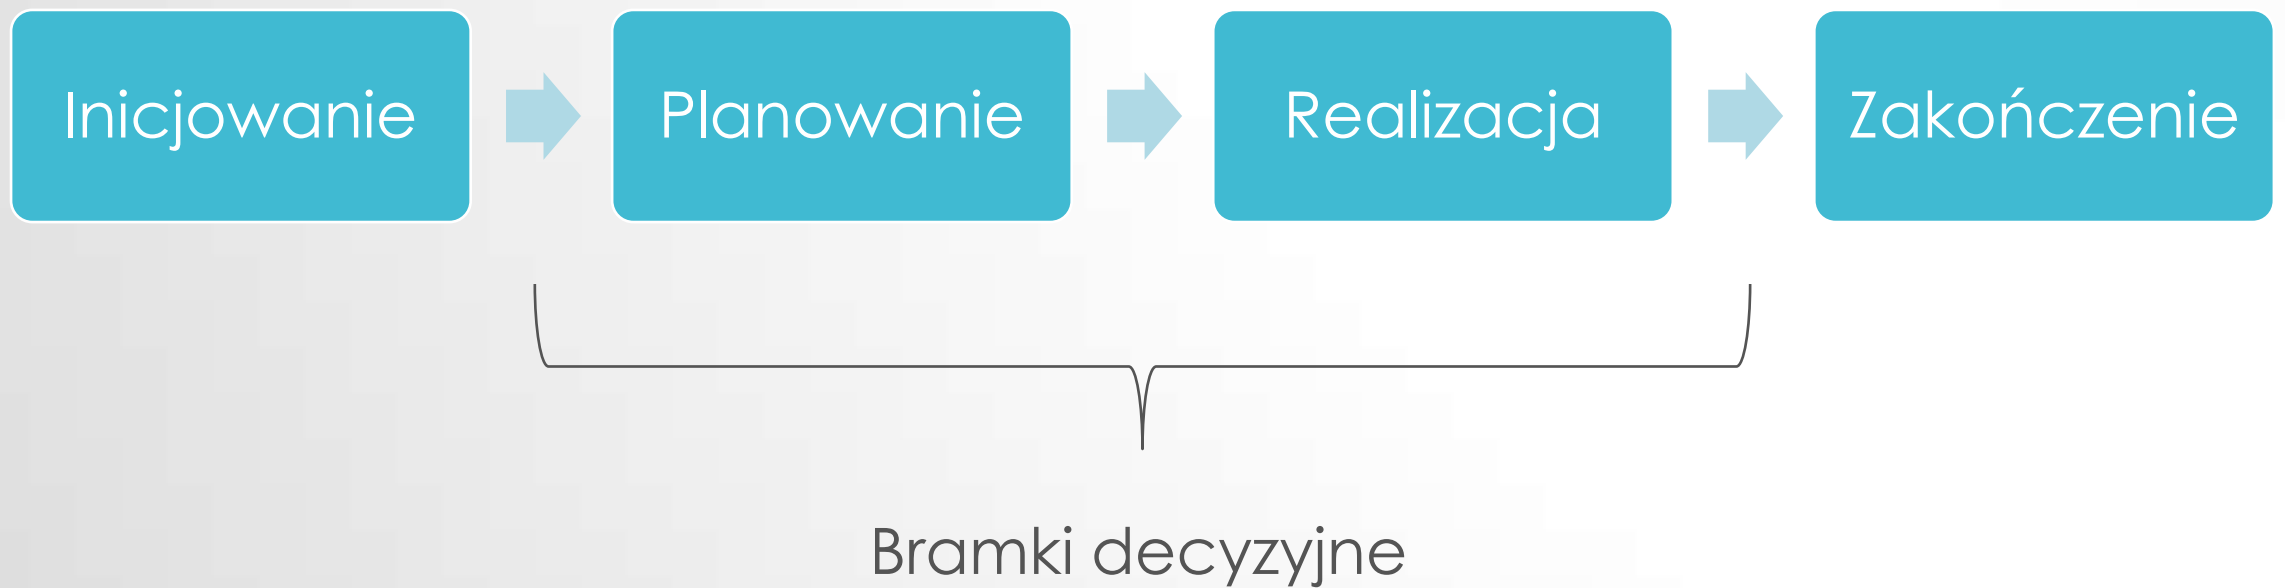 Inicjowanie
Planowanie
Realizacja
Zakończenie
Bramki decyzyjne